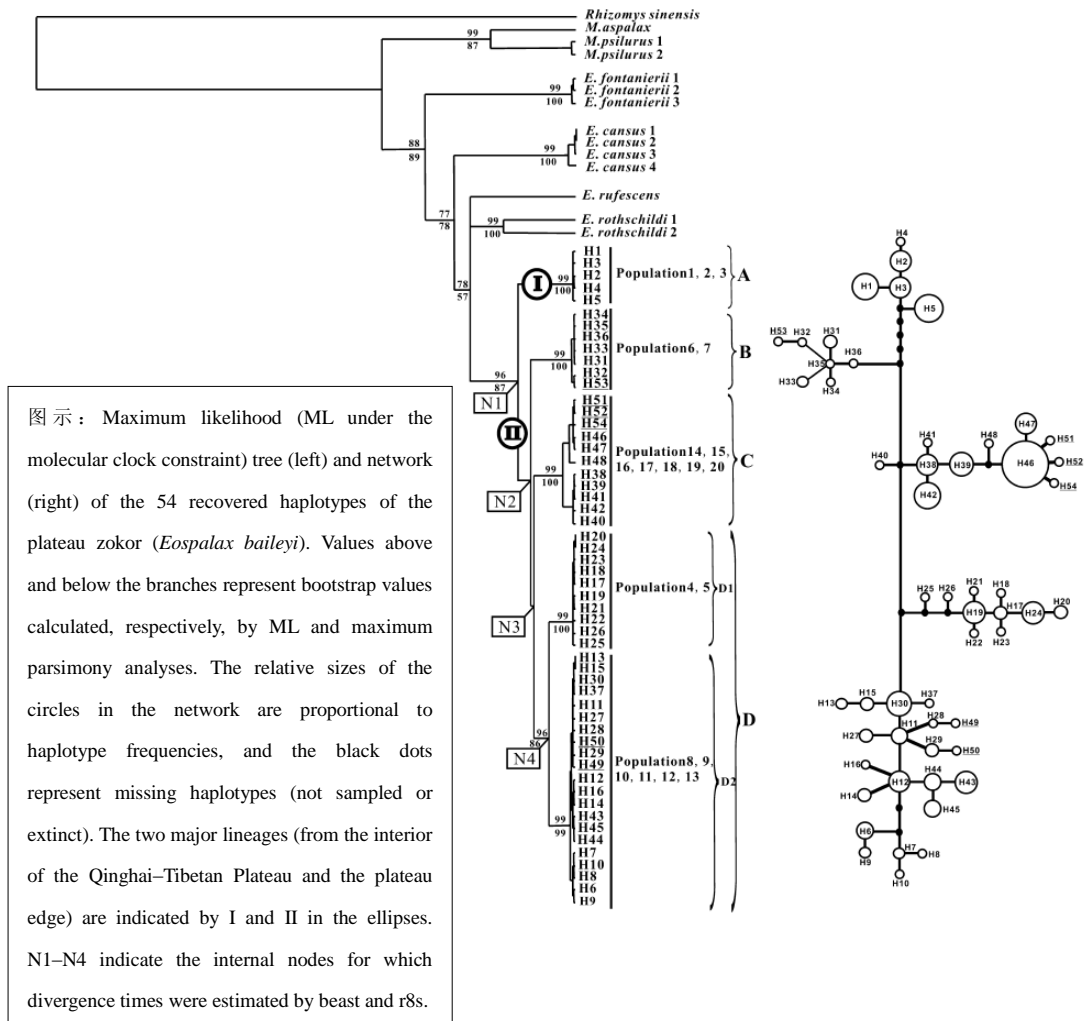 Rhizomys sinensis
99
M.aspalax
87
M.psilurus 1
M.psilurus 2
E. fontanierii 1
99
E. fontanierii 2
100
E. fontanierii 3
88
89
E. cansus 1
E. cansus 2
99
E. cansus 3
100
E. cansus 4
E. rufescens
77
78
E. rothschildi 1
99
100
E. rothschildi 2
78
57
I
99
100
H1
H3
H2
H4
H5
Population1, 2, 3
A
96
87
N1
99
100
H34
H35
H36
H33
H31
H32
H53
Population6, 7
B
II
N2
99
100
H51
H52
H54
H46
H47
H48
H38
H39
H41
H42
H40
Population14, 15,
16, 17, 18, 19, 20
C
N3
99
100
H20
H24
H23
H18
H17
H19
H21
H22
H26
H25
Population4, 5
D1
96
86
N4
99
99
H13
H15
H30
H37
H11
H27
H28
H50
H29
H49
H12
H16
H14
H43
H45
H44
H7
H10
H8
H6
H9
Population8, 9,
10, 11, 12, 13
D2
D
H4
H2
H1
H3
H5
H53
H32
H31
H35
H36
H33
H34
H41
H48
H47
H51
H40
H38
H39
H46
H52
H42
H54
H25
H26
H21
H18
H19
H17
H24
H20
H22
H23
H13
H15
H30
H37
H11
H28
H49
H27
H29
H50
H16
H12
H44
H43
H14
H45
H6
H7
H8
H9
H10
图示：Maximum likelihood (ML under the
molecular clock constraint) tree (left) and network
(right) of the 54 recovered haplotypes of the
plateau zokor (Eospalax baileyi). Values above
and below the branches represent bootstrap values
calculated, respectively, by ML and maximum
parsimony analyses. The relative sizes of the
circles in the network are proportional to
haplotype frequencies, and the black dots
represent missing haplotypes (not sampled or
extinct). The two major lineages (from the interior
of the Qinghai–Tibetan Plateau and the plateau
edge) are indicated by I and II in the ellipses.
N1–N4 indicate the internal nodes for which
divergence times were estimated by beast and r8s.